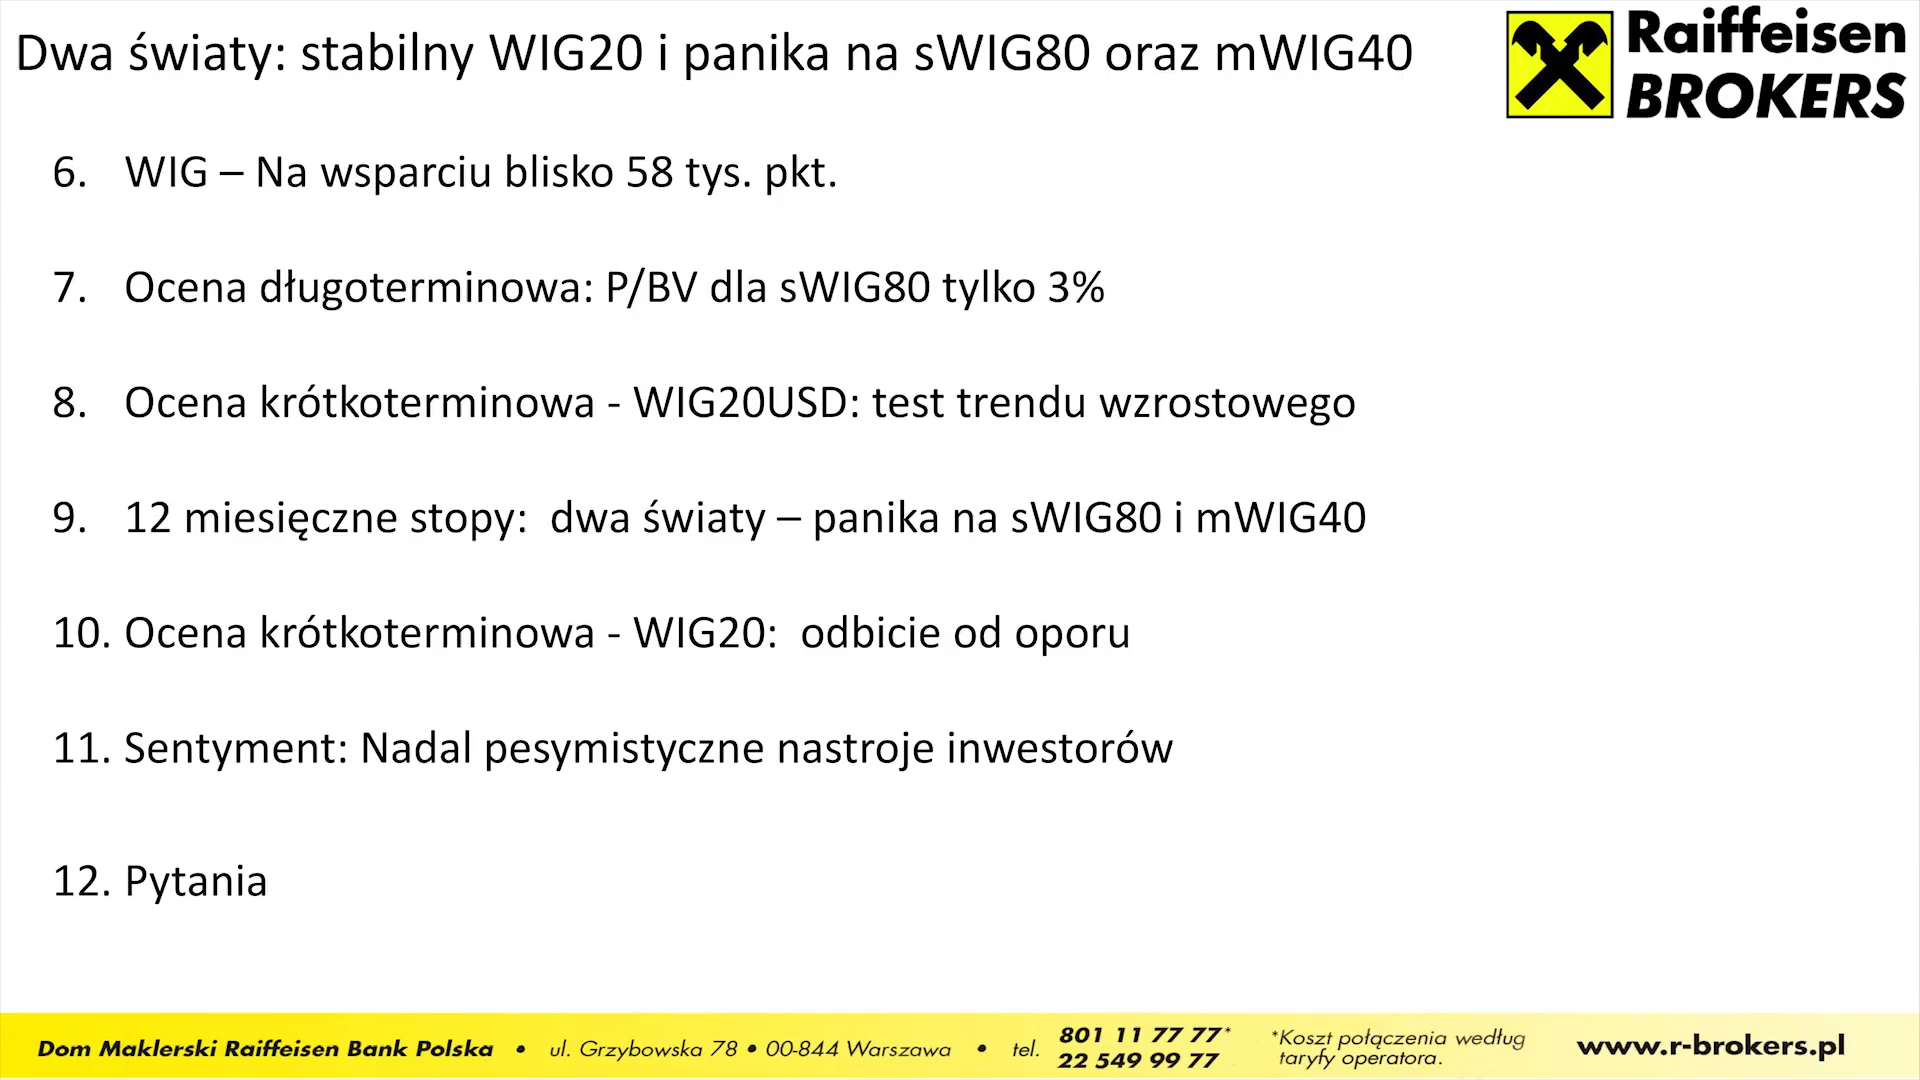 Dwa światy: stabilny WIG20 i panika na sWIG80 oraz mWIG40
Raiffeisen
BROKERS
6. WIG – Na wsparciu blisko 58 tys. pkt.
7. Ocena długoterminowa: P/BV dla sWIG80 tylko 3%
8. Ocena krótkoterminowa - WIG20USD: test trendu wzrostowego
9. 12 miesięczne stopy: dwa światy – panika na sWIG80 i mWIG40
10. Ocena krótkoterminowa - WIG20: odbicie od oporu
11. Sentyment: Nadal pesymistyczne nastroje inwestorów
12. Pytania
Dom Maklerski Raiffeisen Bank Polska • ul. Grzybowska 78 • 00-844 Warszawa • tel.
801 11 77 77*
22 549 99 77
*Koszt połączenia według
taryfy operatora.
www.r-brokers.pl